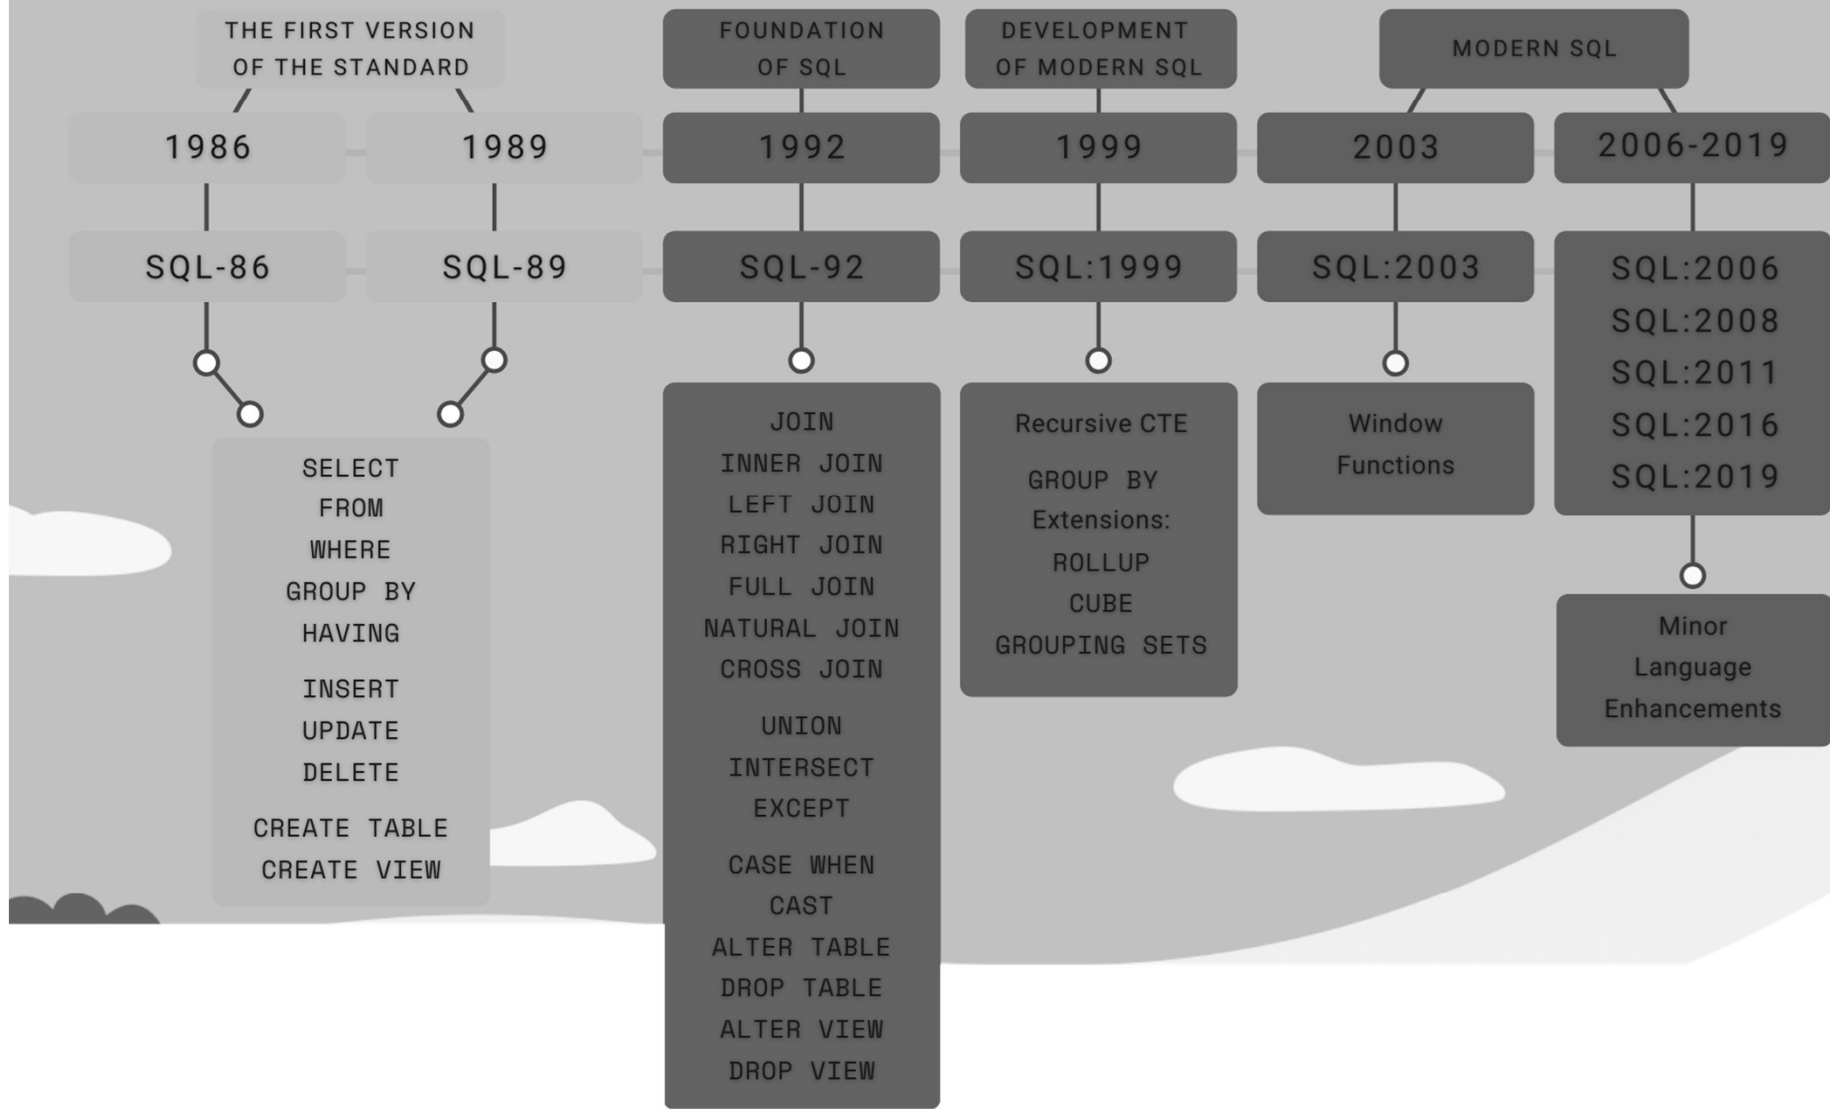 THE FIRST VERSION
OF THE STANDARD
FOUNDATION
OF SQL
DEVELOPMENT
OF MODERN SQL
MODERN SQL
1986
1989
1992
1999
2003
2006-2019
SQL-86
SQL-89
SQL-92
SQL:1999
SQL:2003
SQL:2006
SQL:2008
SQL:2011
SQL:2016
SQL:2019
SELECT
FROM
WHERE
GROUP BY
HAVING
INSERT
UPDATE
DELETE
CREATE TABLE
CREATE VIEW
JOIN
INNER JOIN
LEFT JOIN
RIGHT JOIN
FULL JOIN
NATURAL JOIN
CROSS JOIN
UNION
INTERSECT
EXCEPT
CASE WHEN
CAST
ALTER TABLE
DROP TABLE
ALTER VIEW
DROP VIEW
Recursive CTE
GROUP BY
Extensions:
ROLLUP
CUBE
GROUPING SETS
Window
Functions
Minor
Language
Enhancements